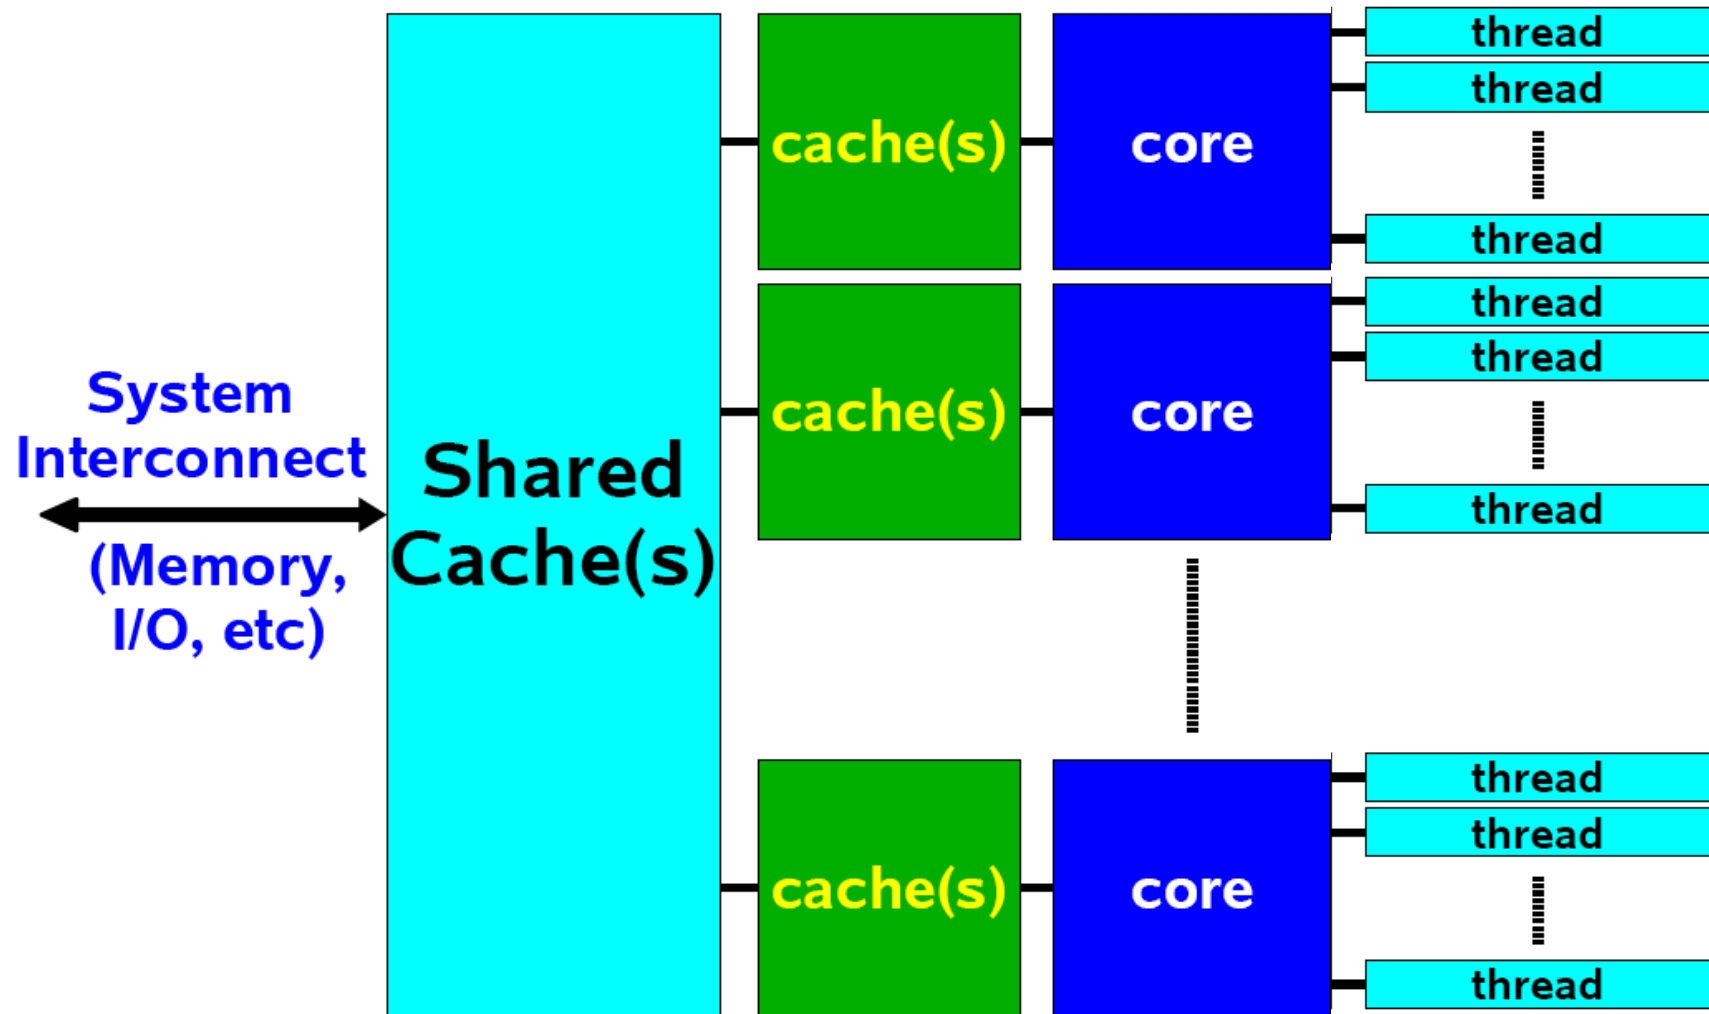 System
Interconnect
(Memory,
I/O, etc)
Shared
Cache(s)
cache(s)
core
thread
thread
thread
cache(s)
core
thread
thread
thread
cache(s)
core
thread
thread
thread